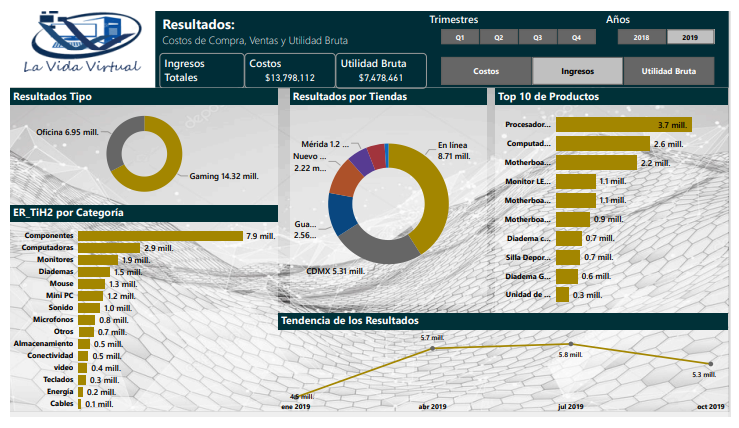 La Vida Virtual
Resultados:
Costos de Compra, Ventas y Utilidad Bruta
Trimestres
Q1
Q2
Q3
Q4
Años
2018
2019
Ingresos
Totales
Costos
$13,798,112
Utilidad Bruta
$7,478,461
Costos
Ingresos
Utilidad Bruta
Resultados Tipo
Oficina 6.95 mill.
Gaming 14.32 mill.
Resultados por Tiendas
Mérida 1.2 ...
Nuevo ...
2.22 m...
Gua...
2.56...
CDMX 5.31 mill.
En línea
8.71 mill.
Top 10 de Productos
Procesador... 3.7 mill.
Computad... 2.6 mill.
Motherboa... 2.2 mill.
Monitor LE... 1.1 mill.
Motherboa... 1.1 mill.
Motherboa... 0.9 mill.
Diadema c... 0.7 mill.
Silla Depor... 0.7 mill.
Diadema G... 0.6 mill.
Unidad de ... 0.3 mill.
ER_TiH2 por Categoría
Componentes 7.9 mill.
Computadoras 2.9 mill.
Monitores 1.9 mill.
Diademas 1.5 mill.
Mouse 1.3 mill.
Mini PC 1.2 mill.
Sonido 1.0 mill.
Microfonos 0.8 mill.
Otros 0.7 mill.
Almacenamiento 0.5 mill.
Conectividad 0.5 mill.
video 0.4 mill.
Teclados 0.3 mill.
Energia 0.2 mill.
Cables 0.1 mill.
Tendencia de los Resultados
4.5 mill.
5.7 mill.
5.8 mill.
5.3 mill.
ene 2019
abr 2019
jul 2019
oct 2019